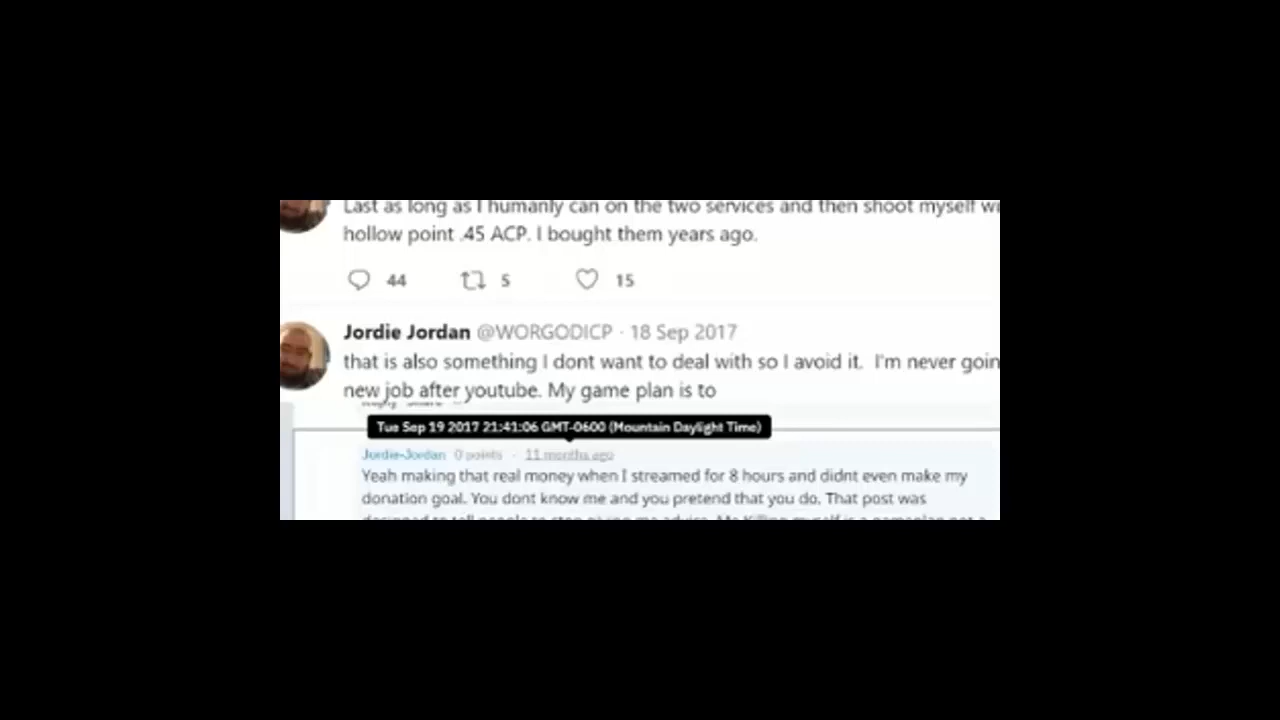 Last as long as I humanly can on the two services and then shoot myself
hollow point .45 ACP. I bought them years ago.
44 5 15
Jordie Jordan @WORGODICP · 18 Sep 2017
that is also something I dont want to deal with so I avoid it. I'm never goin
new job after youtube. My game plan is to
Tue Sep 19 2017 21:41:06 GMT-0600 (Mountain Daylight Time)
Jordie-Jordan 0 points · 11 months ago
Yeah making that real money when I streamed for 8 hours and didnt even make my
donation goal. You dont know me and you pretend that you do. That post was